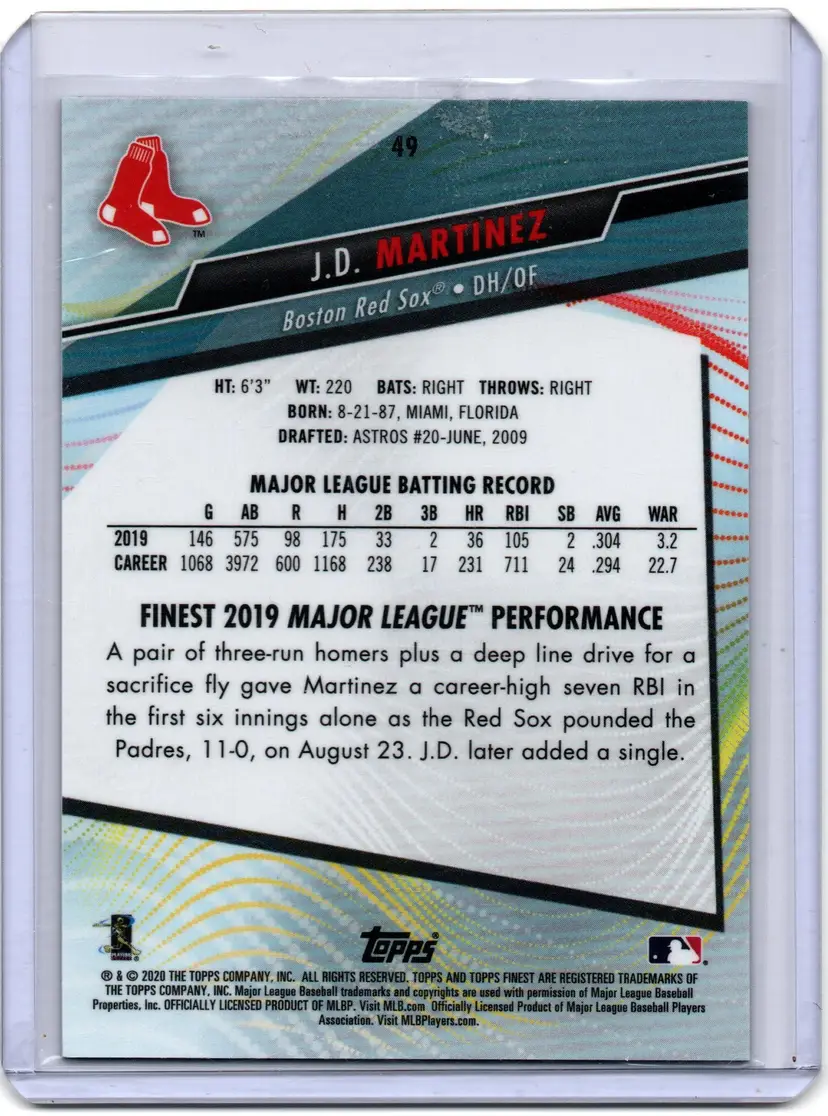 49
TM
J.D. MARTINEZ
Boston Red Sox® • DH/OF
HT: 6'3" WT: 220 BATS: RIGHT THROWS: RIGHT
BORN: 8-21-87, MIAMI, FLORIDA
DRAFTED: ASTROS #20-JUNE, 2009
MAJOR LEAGUE BATTING RECORD
G AB R H 2B 3B HR RBI SB AVG WAR
2019 146 575 98 175 33 2 36 105 2 .304 3.2
CAREER 1068 3972 600 1168 238 17 231 711 24 .294 22.7
FINEST 2019 MAJOR LEAGUE™ PERFORMANCE
A pair of three-run homers plus a deep line drive for a
sacrifice fly gave Martinez a career-high seven RBI in
the first six innings alone as the Red Sox pounded the
Padres, 11-0, on August 23. J.D. later added a single.
PLAYERS
TOPPS®
® & © 2020 THE TOPPS COMPANY, INC. ALL RIGHTS RESERVED. TOPPS AND TOPPS FINEST ARE REGISTERED TRADEMARKS OF
THE TOPPS COMPANY, INC. Major League Baseball trademarks and copyrights are used with permission of Major League Baseball
Properties, Inc. OFFICIALLY LICENSED PRODUCT OF MLBP. Visit MLB.com Officially Licensed Product of Major League Baseball Players
Association. Visit MLBPlayers.com.